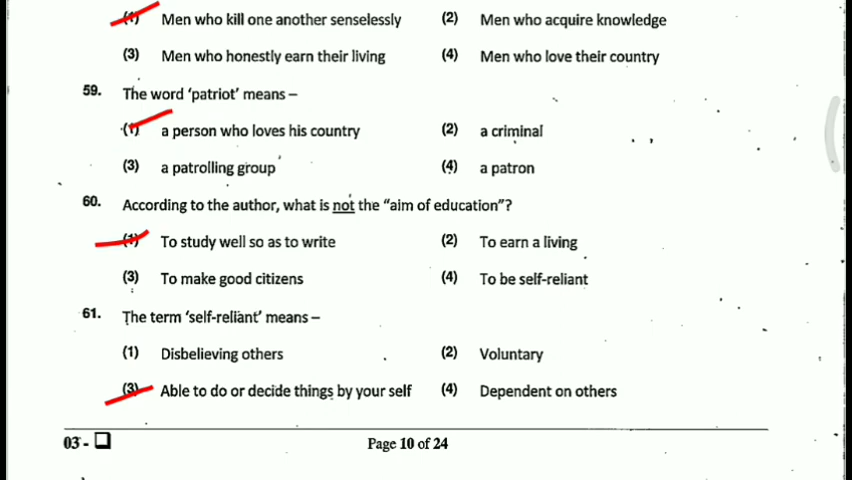 (1) Men who kill one another senselessly (2) Men who acquire knowledge
(3) Men who honestly earn their living (4) Men who love their country
59. The word 'patriot' means –
(1) a person who loves his country (2) a criminal
(3) a patrolling group (4) a patron
60. According to the author, what is not the "aim of education"?
(1) To study well so as to write (2) To earn a living
(3) To make good citizens (4) To be self-reliant
61. The term 'self-reliant' means –
(1) Disbelieving others (2) Voluntary
(3) Able to do or decide things by your self (4) Dependent on others
03 - Page 10 of 24